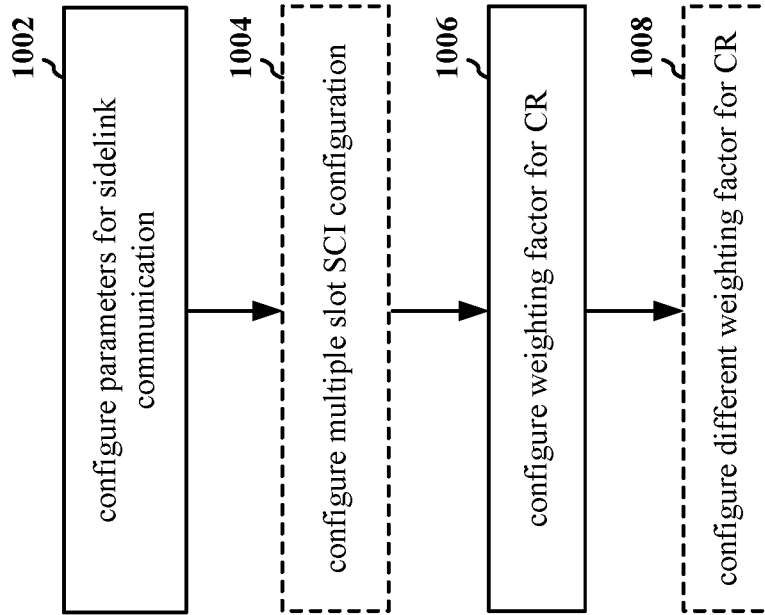 1002
configure parameters for sidelink
communication
1004
configure multiple slot SCI configuration
1006
configure weighting factor for CR
1008
configure different weighting factor for CR